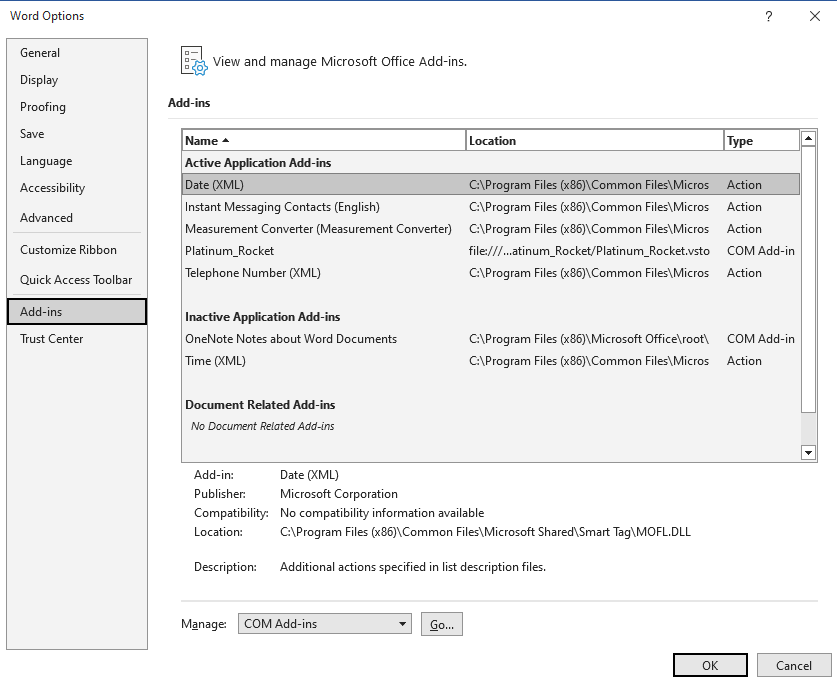 Word Options
?
General
Display
Proofing
Save
Language
Accessibility
Advanced
Customize Ribbon
Quick Access Toolbar
Add-ins
Trust Center
View and manage Microsoft Office Add-ins.
Add-ins
Name Location Type
Active Application Add-ins
Date (XML) C:\Program Files (x86)\Common Files\Micros Action
Instant Messaging Contacts (English) C:\Program Files (x86)\Common Files\Micros Action
Measurement Converter (Measurement Converter) C:\Program Files (x86)\Common Files\Micros Action
Platinum_Rocket file:///...atinum_Rocket/Platinum_Rocket.vsto COM Add-in
Telephone Number (XML) C:\Program Files (x86)\Common Files\Micros Action
Inactive Application Add-ins
OneNote Notes about Word Documents C:\Program Files (x86)\Microsoft Office\root\ COM Add-in
Time (XML) C:\Program Files (x86)\Common Files\Micros Action
Document Related Add-ins
No Document Related Add-ins
Add-in: Date (XML)
Publisher: Microsoft Corporation
Compatibility: No compatibility information available
Location: C:\Program Files (x86)\Common Files\Microsoft Shared\Smart Tag\MOFL.DLL
Description: Additional actions specified in list description files.
Manage: COM Add-ins Go...
OK Cancel